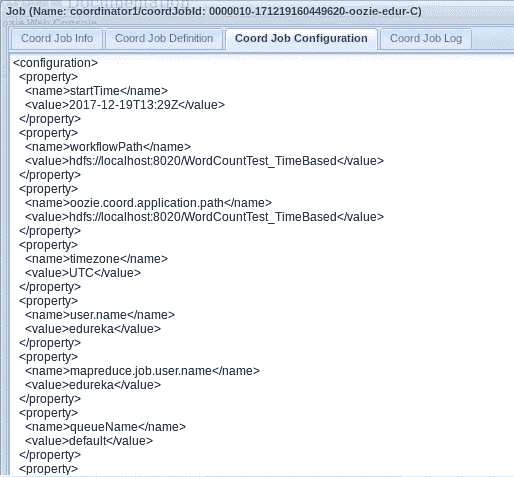 Job (Name: coordinator1/coordJobId: 0000010-171219160449620-oozie-edur-C)
Coord Job Info Coord Job Definition Coord Job Configuration Coord Job Log
<configuration>
<property>
<name>startTime</name>
<value>2017-12-19T13:29Z</value>
</property>
<property>
<name>workflowPath</name>
<value>hdfs://localhost:8020/WordCountTest_TimeBased</value>
</property>
<property>
<name>oozie.coord.application.path</name>
<value>hdfs://localhost:8020/WordCountTest_TimeBased</value>
</property>
<property>
<name>timezone</name>
<value>UTC</value>
</property>
<property>
<name>user.name</name>
<value>edureka</value>
</property>
<property>
<name>mapreduce.job.user.name</name>
<value>edureka</value>
</property>
<property>
<name>queueName</name>
<value>default</value>
</property>
<property>